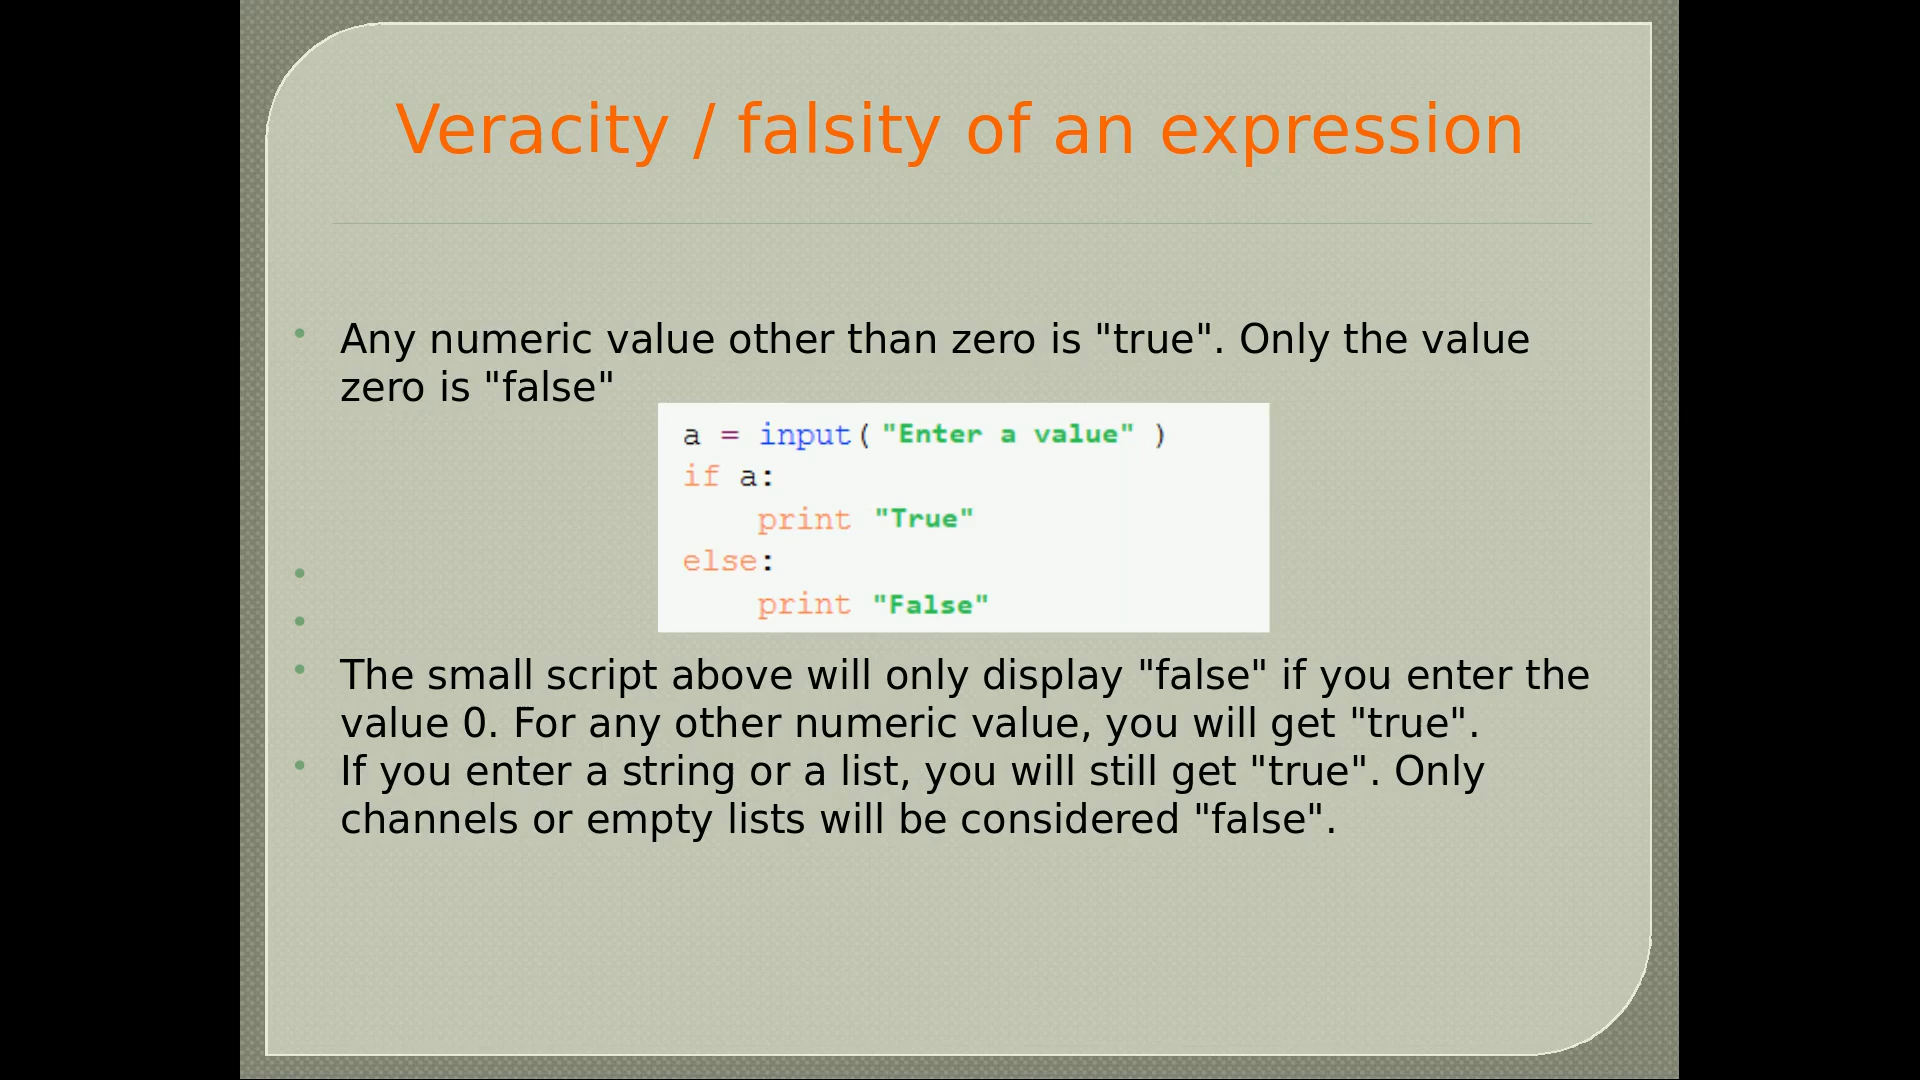 Veracity / falsity of an expression
Any numeric value other than zero is "true". Only the value
zero is "false"
a = input( "Enter a value" )
if a:
    print "True"
else:
    print "False"
The small script above will only display "false" if you enter the
value 0. For any other numeric value, you will get "true".
If you enter a string or a list, you will still get "true". Only
channels or empty lists will be considered "false".